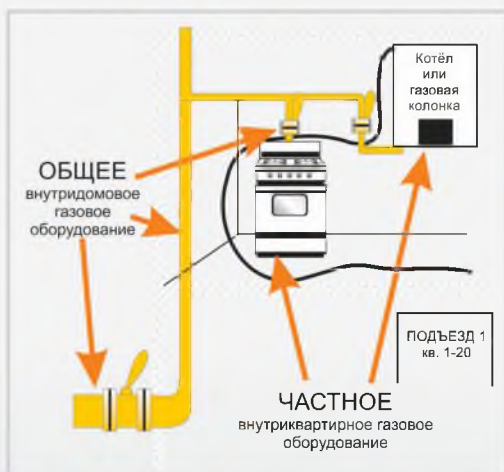 Котёл
или
газовая
колонка
ОБЩЕЕ
внутридомовое
газовое
оборудование
ПОДЪЕЗД 1
кв. 1-20
ЧАСТНОЕ
внутриквартирное газовое
оборудование